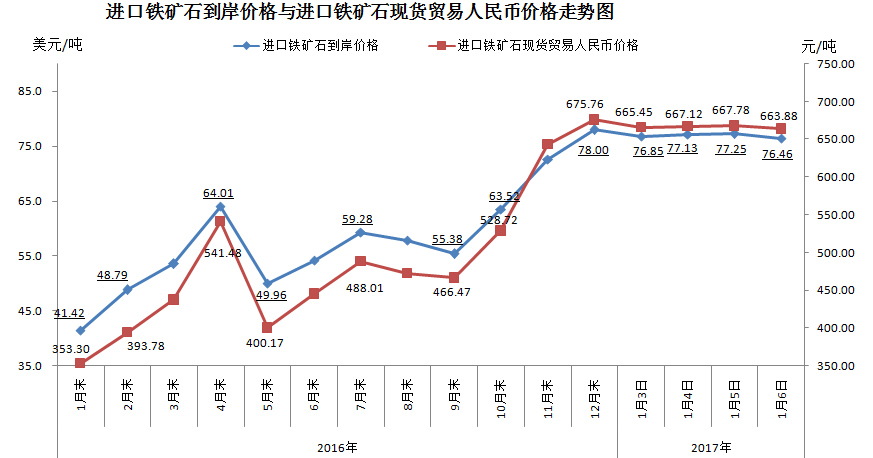 进口铁矿石到岸价格与进口铁矿石现货贸易人民币价格走势图
美元/吨
进口铁矿石到岸价格
进口铁矿石现货贸易人民币价格
元/吨
85.0
75.0
65.0
55.0
45.0
35.0
750.00
700.00
650.00
600.00
550.00
500.00
450.00
400.00
350.00
41.42
48.79
64.01
49.96
59.28
55.38
63.52
78.00
76.85
77.13
77.25
76.46
353.30
393.78
541.48
400.17
488.01
466.47
528.72
675.76
665.45
667.12
667.78
663.88
1月末
2月末
3月末
4月末
5月末
6月末
7月末
8月末
9月末
10月末
11月末
12月末
1月3日
1月4日
1月5日
1月6日
2016年
2017年